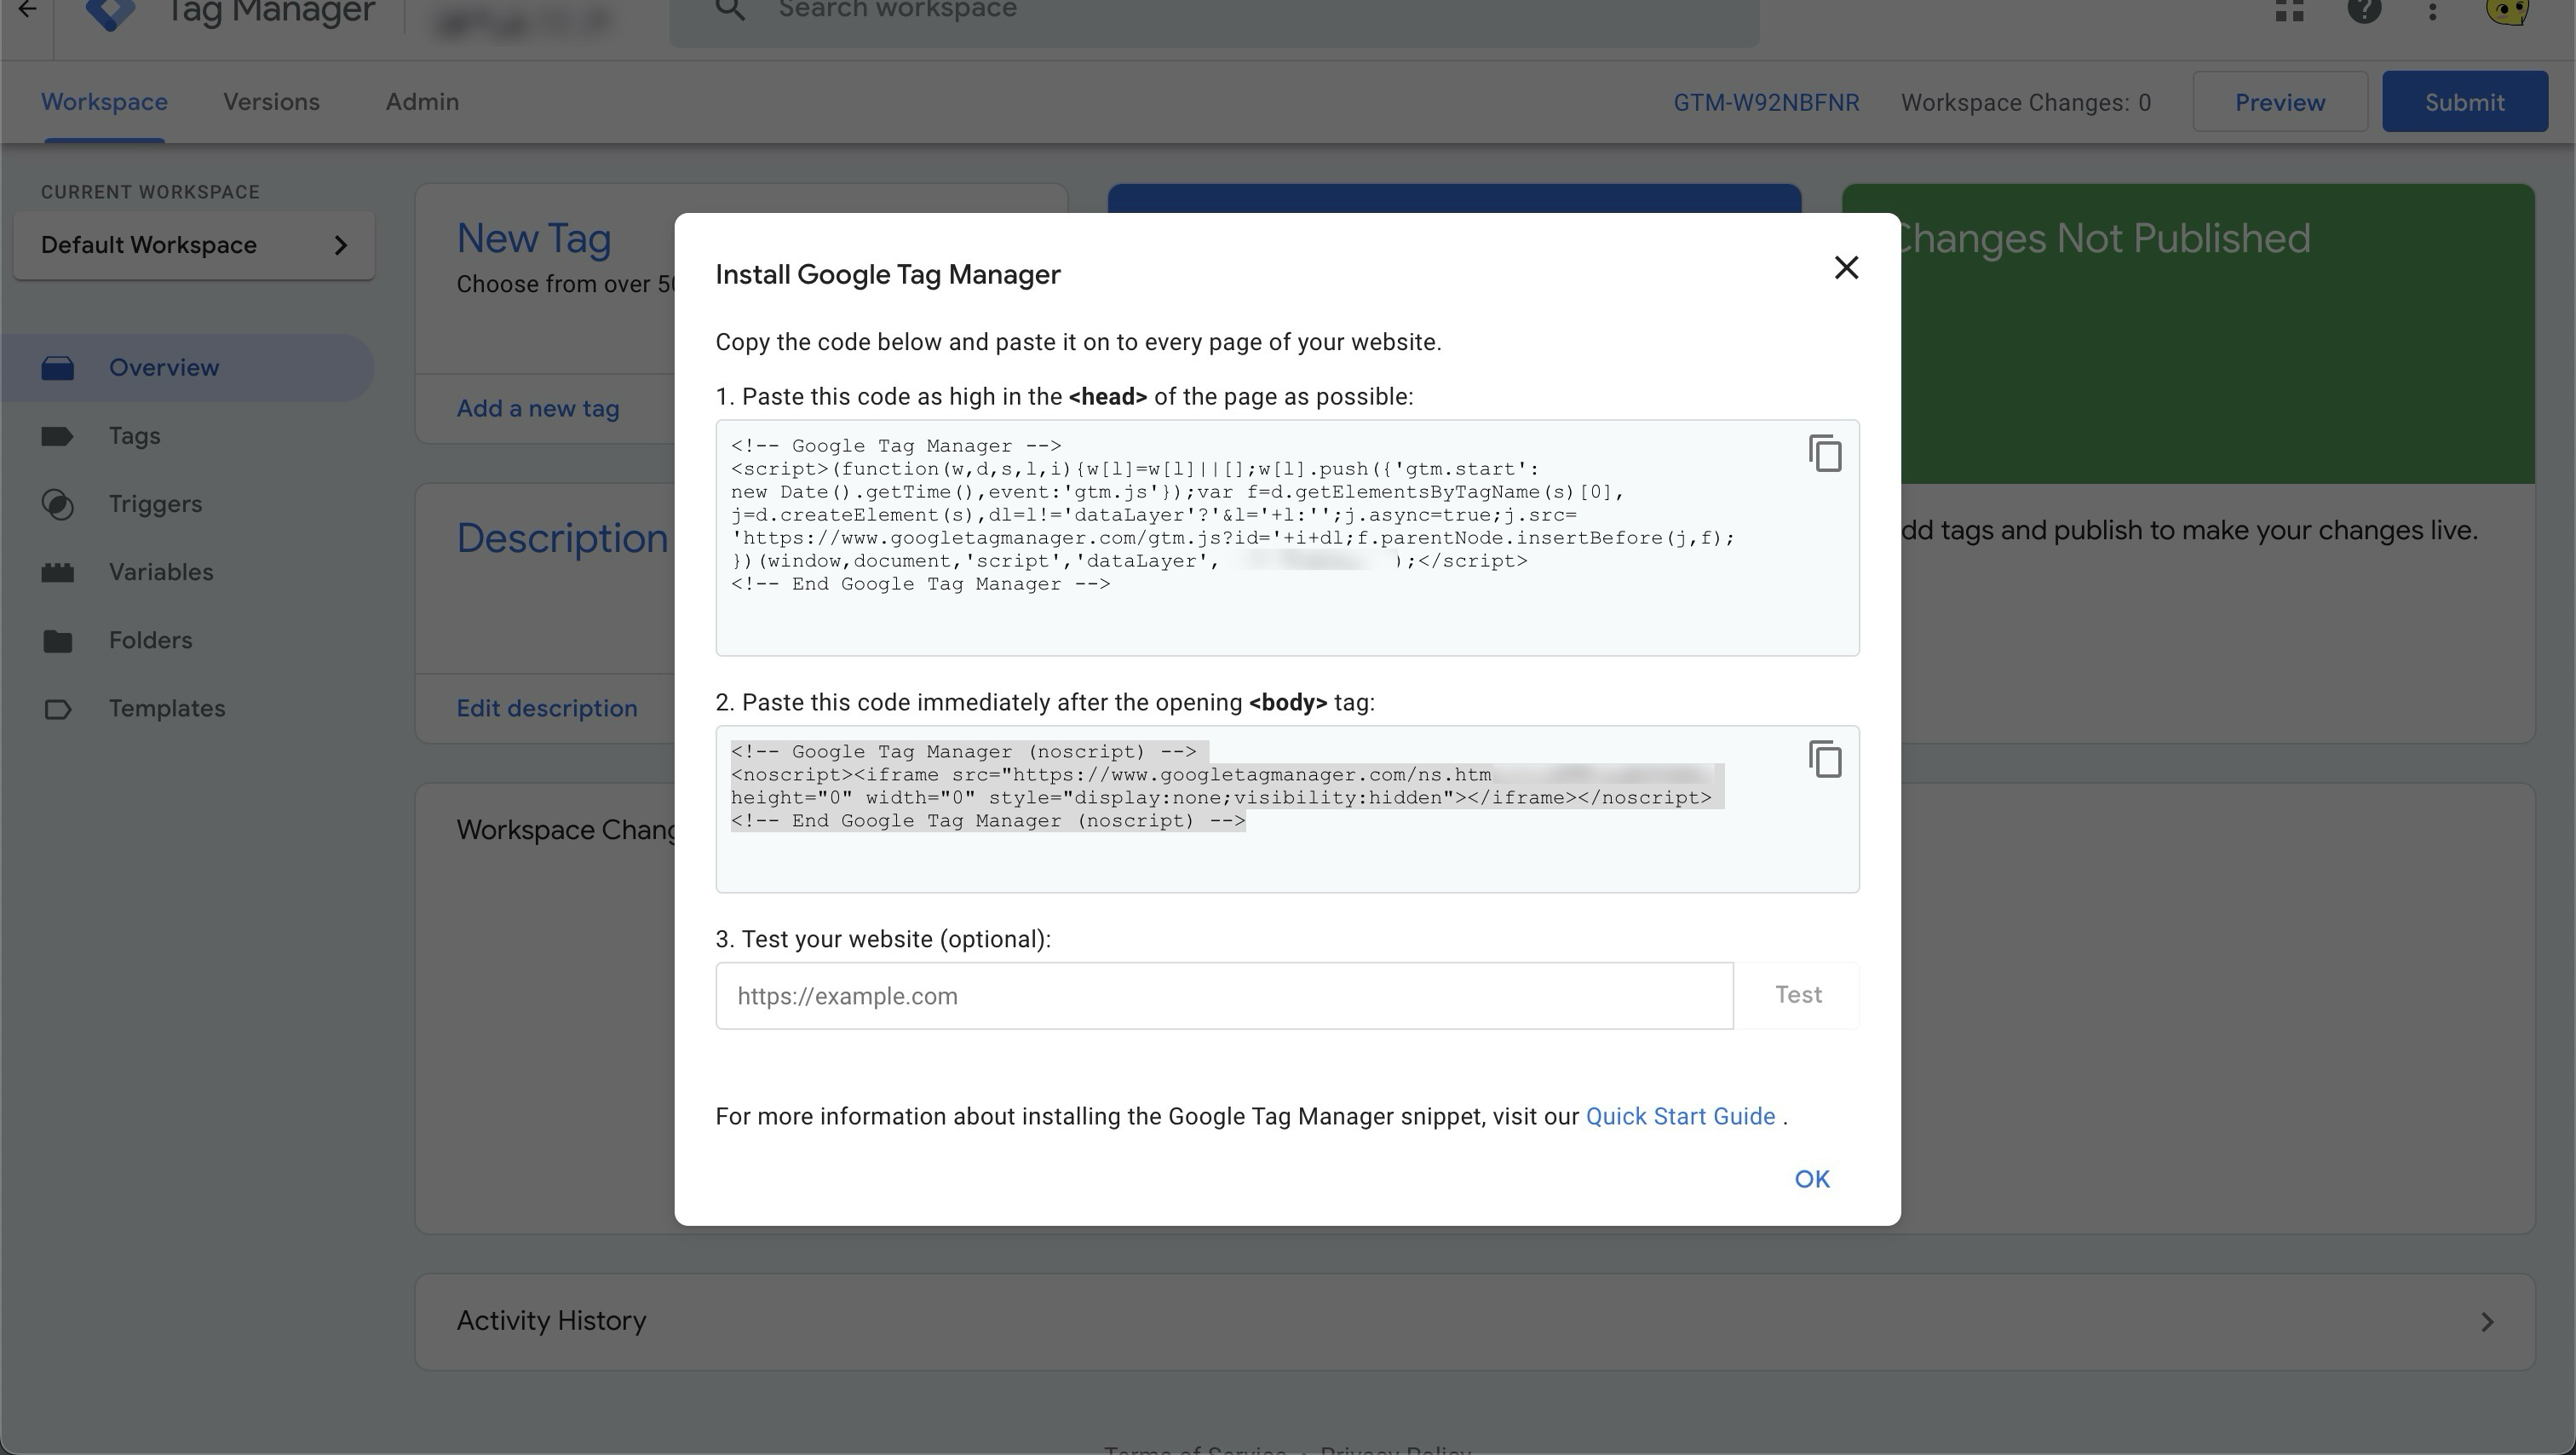 Tag Manager
Search workspace
Workspace
Versions
Admin
GTM-W92NBFNR
Workspace Changes: 0
Preview
Submit
CURRENT WORKSPACE
Default Workspace
Overview
Tags
Triggers
Variables
Folders
Templates
New Tag
Choose from over 50
Add a new tag
Description
Edit description
Changes Not Published
dd tags and publish to make your changes live.
Workspace Chang
Activity History
Install Google Tag Manager
Copy the code below and paste it on to every page of your website.
1. Paste this code as high in the <head> of the page as possible:
<!-- Google Tag Manager -->
<script>(function(w,d,s,l,i){w[l]=w[l]||[];w[l].push({'gtm.start':
new Date().getTime(),event:'gtm.js'});var f=d.getElementsByTagName(s)[0],
j=d.createElement(s),dl=l!='dataLayer'?'&l='+l:'';j.async=true;j.src=
'https://www.googletagmanager.com/gtm.js?id='+i+dl;f.parentNode.insertBefore(j,f);
})(window,document,'script','dataLayer', );</script>
<!-- End Google Tag Manager -->
2. Paste this code immediately after the opening <body> tag:
<!-- Google Tag Manager (noscript) -->
<noscript><iframe src="https://www.googletagmanager.com/ns.htm
height="0" width="0" style="display:none;visibility:hidden"></iframe></noscript>
<!-- End Google Tag Manager (noscript) -->
3. Test your website (optional):
https://example.com
Test
For more information about installing the Google Tag Manager snippet, visit our Quick Start Guide .
OK
Terms of Service • Privacy Policy